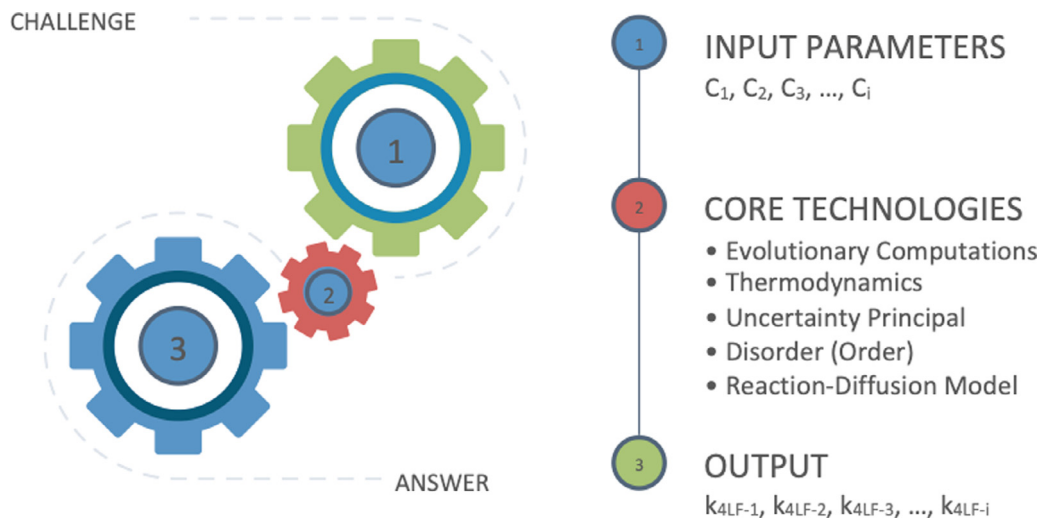 CHALLENGE
1
2
3
ANSWER
1
INPUT PARAMETERS
C₁, C₂, C₃, ..., Cᵢ
2
CORE TECHNOLOGIES
• Evolutionary Computations
• Thermodynamics
• Uncertainty Principal
• Disorder (Order)
• Reaction-Diffusion Model
3
OUTPUT
k4LF-1, k4LF-2, k4LF-3, ..., k4LF-i